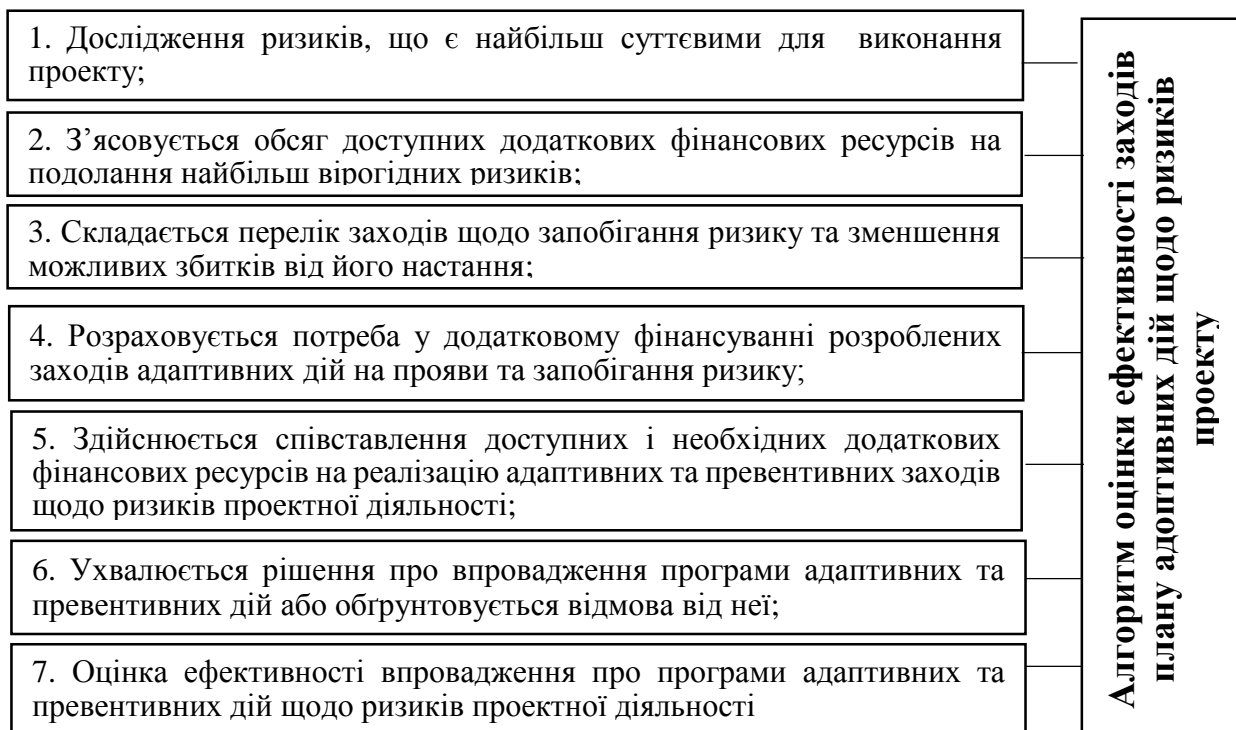 1. Дослідження ризиків, що є найбільш суттєвими для виконання
проекту;
2. З’ясовується обсяг доступних додаткових фінансових ресурсів на
подолання найбільш вірогідних ризиків;
3. Складається перелік заходів щодо запобігання ризику та зменшення
можливих збитків від його настання;
4. Розраховується потреба у додатковому фінансуванні розроблених
заходів адаптивних дій на прояви та запобігання ризику;
5. Здійснюється співставлення доступних і необхідних додаткових
фінансових ресурсів на реалізацію адаптивних та превентивних заходів
щодо ризиків проектної діяльності;
6. Ухвалюється рішення про впровадження програми адаптивних та
превентивних дій або обґрунтовується відмова від неї;
7. Оцінка ефективності впровадження про програми адаптивних та
превентивних дій щодо ризиків проектної діяльності
Алгоритм оцінки ефективності заходів
плану адоптивних дій щодо ризиків
проекту